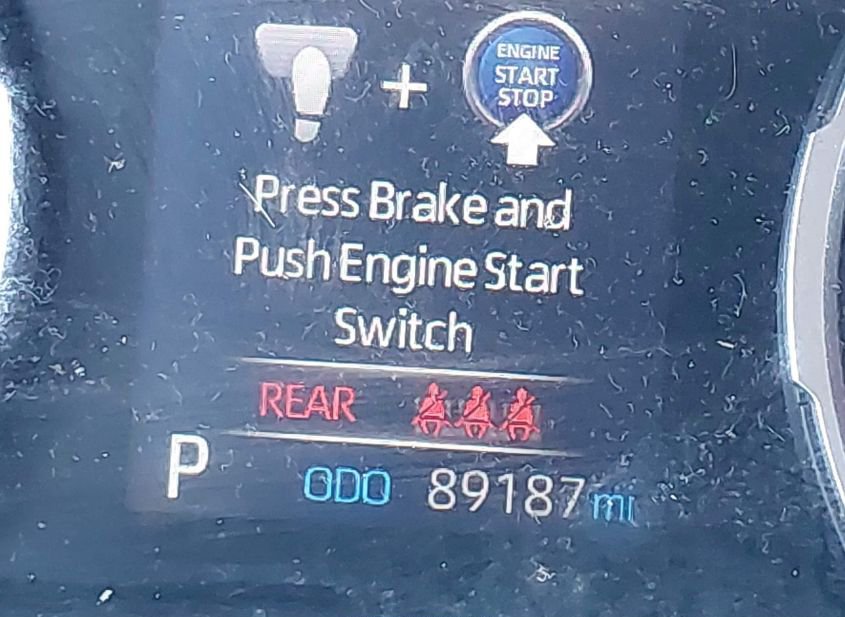 ENGINE
START
STOP
Press Brake and
Push Engine Start
Switch
REAR
P
ODO 89187 mi